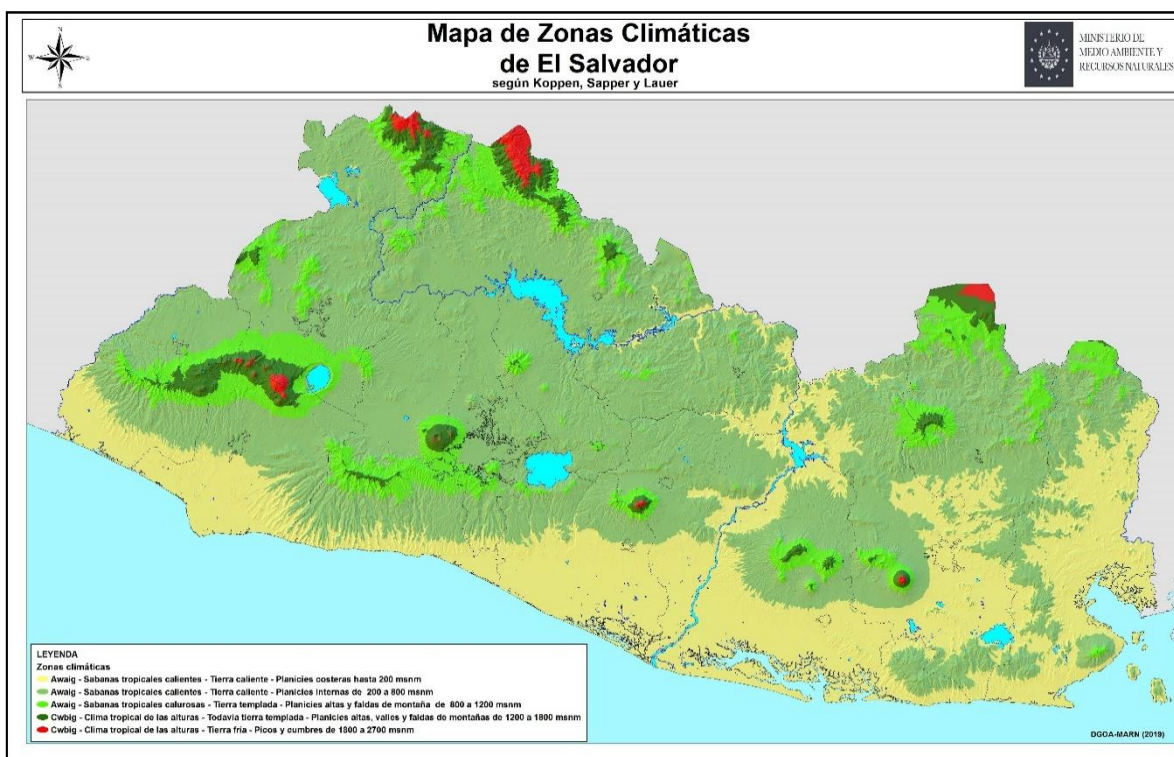 Mapa de Zonas Climáticas
de El Salvador
según Koppen, Sapper y Lauer
N
W
E
S
MINISTERIO DE
MEDIO AMBIENTE Y
RECURSOS NATURALES
LEYENDA
Zonas climáticas
Awaig - Sabanas tropicales calientes - Tierra caliente - Planicies costeras hasta 200 msnm
Awaig - Sabanas tropicales calientes - Tierra caliente - Planicies internas de 200 a 800 msnm
Awaig - Sabanas tropicales calurosas - Tierra templada - Planicies altas y faldas de montaña de 800 a 1200 msnm
Cwbig - Clima tropical de las alturas - Todavia tierra templada - Planicies altas, valles y faldas de montañas de 1200 a 1800 msnm
Cwbig - Clima tropical de las alturas - Tierra fría - Picos y cumbres de 1800 a 2700 msnm
DGOA-MARN (2019)